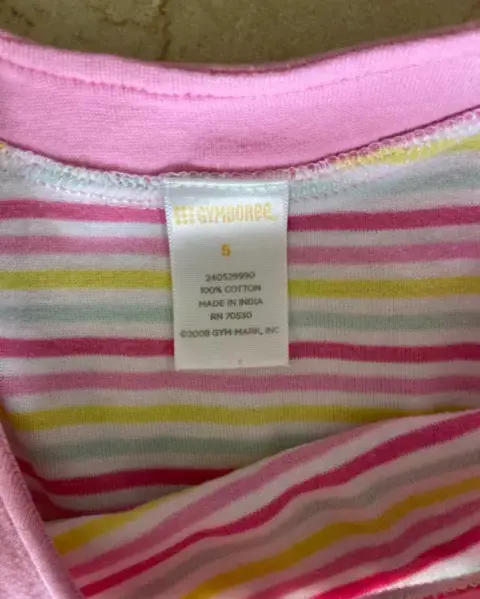 GYMBOREE
5
240529990
100% COTTON
MADE IN INDIA
RN 70530
©2008 GYM-MARK, INC